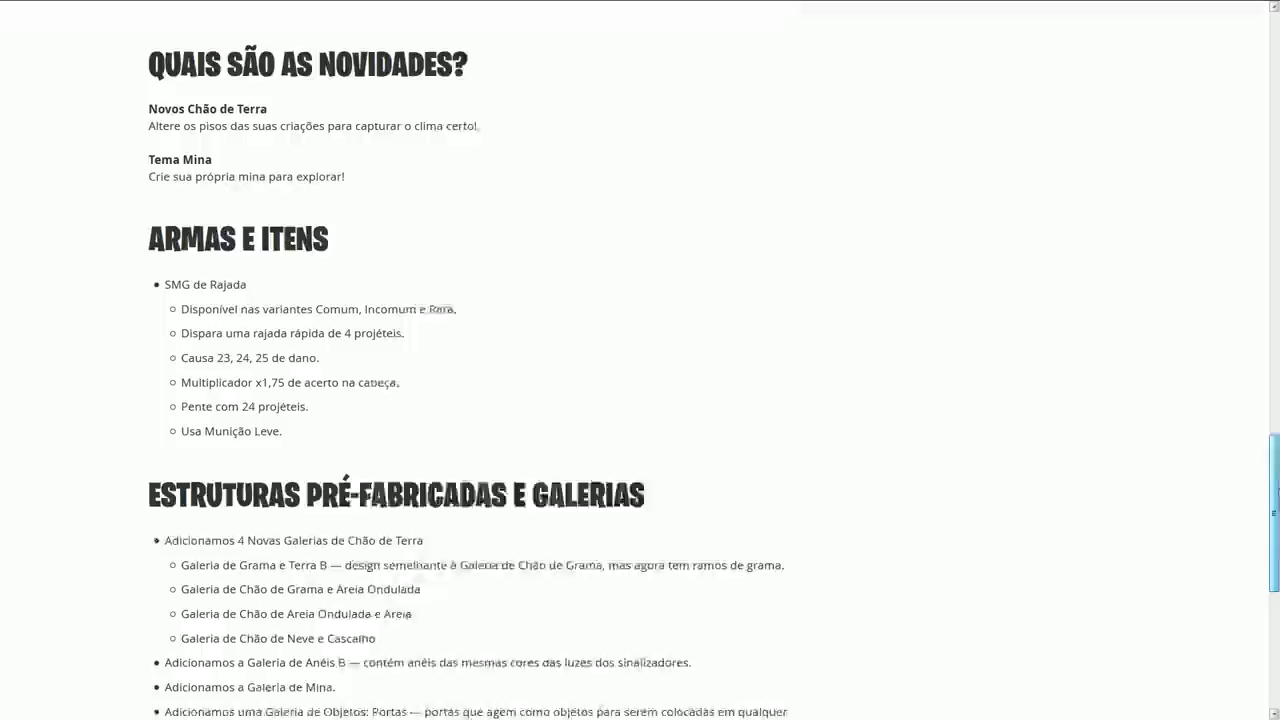 QUAIS SÃO AS NOVIDADES?
Novos Chão de Terra
Altere os pisos das suas criações para capturar o clima certo!
Tema Mina
Crie sua própria mina para explorar!
ARMAS E ITENS
SMG de Rajada
Disponível nas variantes Comum, Incomum e Rara.
Dispara uma rajada rápida de 4 projéteis.
Causa 23, 24, 25 de dano.
Multiplicador x1,75 de acerto na cabeça.
Pente com 24 projéteis.
Usa Munição Leve.
ESTRUTURAS PRÉ-FABRICADAS E GALERIAS
Adicionamos 4 Novas Galerias de Chão de Terra
Galeria de Grama e Terra B — design semelhante à Galeria de Chão de Grama, mas agora tem ramos de grama.
Galeria de Chão de Grama e Areia Ondulada
Galeria de Chão de Areia Ondulada e Areia
Galeria de Chão de Neve e Cascalho
Adicionamos a Galeria de Anéis B — contém anéis das mesmas cores das luzes dos sinalizadores.
Adicionamos a Galeria de Mina.
Adicionamos uma Galeria de Objetos: Portas — portas que agem como objetos para serem colocadas em qualquer